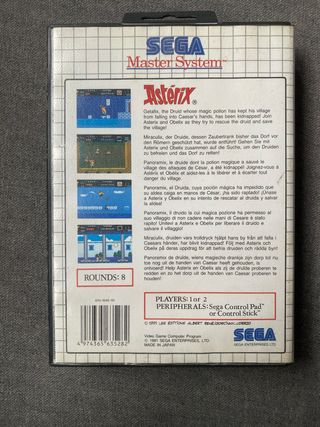 SEGA
Master System™
Astérix ®
Getafix, the Druid whose magic potion has kept his village
from falling into Caesar's hands, has been kidnapped! Join
Asterix and Obelix as they try to rescue the druid and save
the village!
Miraculix, der Druide, dessen Zaubertrank bisher das Dorf vor
den Römern geschützt hat, wurde entführt! Gehen Sie mit
Asterix und Obelix zusammen auf die Suche, um den Druiden
zu befreien und das Dorf zu retten!
Panoramix, le druide dont la potion magique a sauvé le
village des attaques de César, a été kidnappé!
Astérix et Obélix et aidez-les à le libérer et à écarter tout
danger du village.
Panoramix, el Druida, cuya poción mágica ha impedido que
su aldea caiga en manos de César, ¡ha sido raptado! ¡Únase
a Astérix y Obélix en su intento de rescatar al druida y salvar
la aldea!
Panoramix, il druido la cui magica pozione ha permesso al
suo villaggio di non cadere nelle mani di Cesare è stato
rapito! Unitevi a Asterix e Obelix per liberare il druido e
salvare il villaggio!
Miraculix, druiden vars trolldryck hjälpt hans by från att falla i
Caesars händer, har blivit kidnappad! Följ med Asterix och
Obelix på deras uppdrag för att befria druiden och rädda byn!
Panoramix, de druïde, wiens magische drankje zijn dorp tot nu
toe nog uit de handen van Caesar heeft gehouden, is
ontvoerd! Help Asterix en Obelix als zij de druïde proberen te
redden en zo het dorp uit de handen van Caesar proberen te
houden!
ROUNDS: 8
PLAYERS: 1 or 2
PERIPHERALS: Sega Control Pad™
or Control Stick™
4 974365 635282
Video Game Computer Program
© 1991 SEGA ENTERPRISES, LTD.
MADE IN JAPAN
SEGA